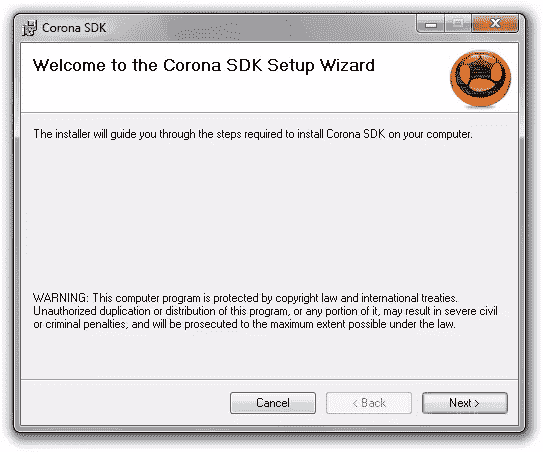 Corona SDK
Welcome to the Corona SDK Setup Wizard
The installer will guide you through the steps required to install Corona SDK on your computer.
WARNING: This computer program is protected by copyright law and international treaties.
Unauthorized duplication or distribution of this program, or any portion of it, may result in severe civil
or criminal penalties, and will be prosecuted to the maximum extent possible under the law.
Cancel
< Back
Next >